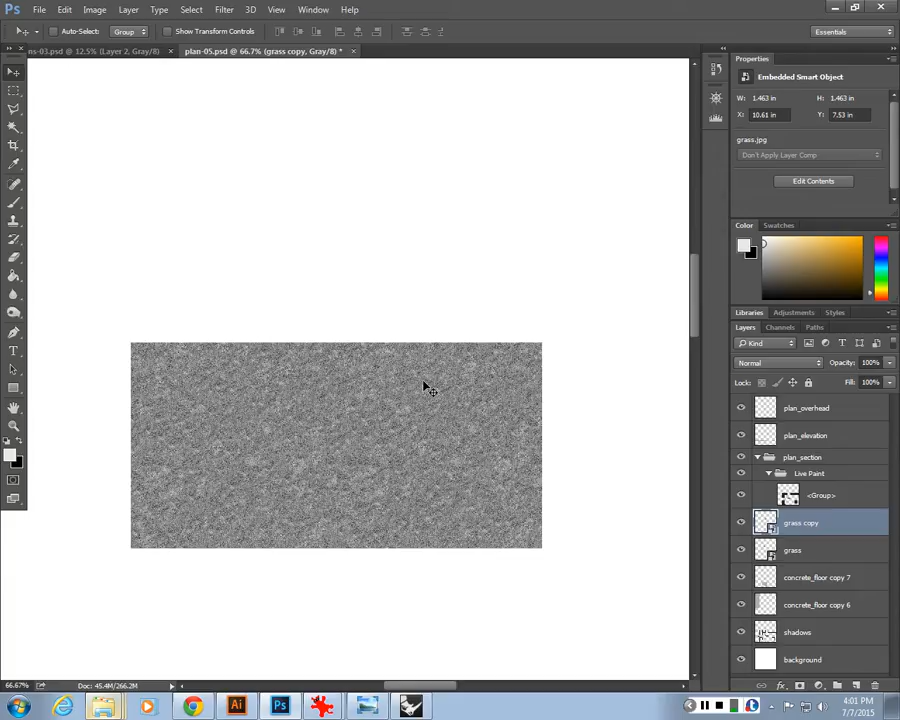 Ps File Edit Image Layer Type Select Filter 3D View Window Help
Auto-Select: Group Show Transform Controls Essentials
ns-03.psd @ 12.5% (Layer 2, Gray/8) × plan-05.psd @ 66.7% (grass copy, Gray/8) * ×
Properties
Embedded Smart Object
W: 1.463 in H: 1.463 in
X: 10.61 in Y: 7.53 in
grass.jpg
Don't Apply Layer Comp
Edit Contents
Color Swatches
Libraries Adjustments Styles
Layers Channels Paths
Kind
Normal Opacity: 100%
Lock: Fill: 100%
plan_overhead
plan_elevation
plan_section
Live Paint
<Group>
grass copy
grass
concrete_floor copy 7
concrete_floor copy 6
shadows
background
66.67% Doc: 45.4M/266.2M
Ai Ps
4:01 PM
7/7/2015